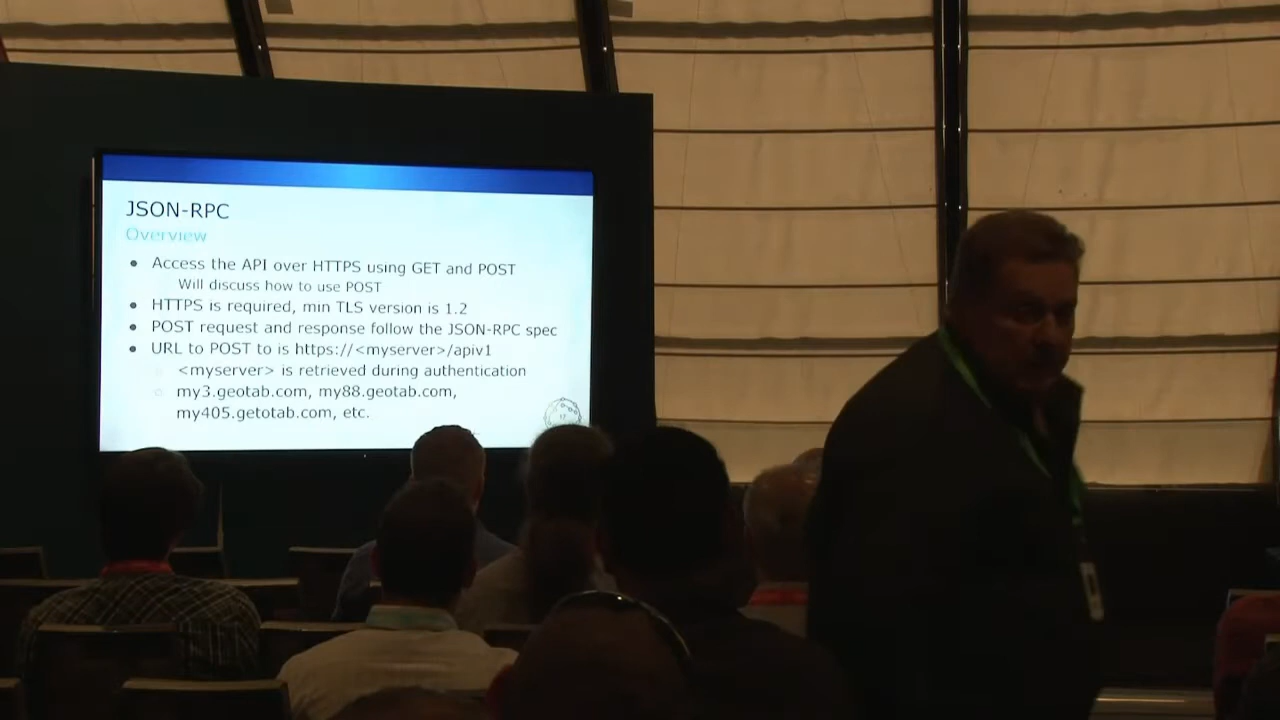 JSON-RPC
Overview
Access the API over HTTPS using GET and POST
Will discuss how to use POST
HTTPS is required, min TLS version is 1.2
POST request and response follow the JSON-RPC spec
URL to POST to is https://<myserver>/apiv1
<myserver> is retrieved during authentication
my3.geotab.com, my88.geotab.com,
my405.getotab.com, etc.
17